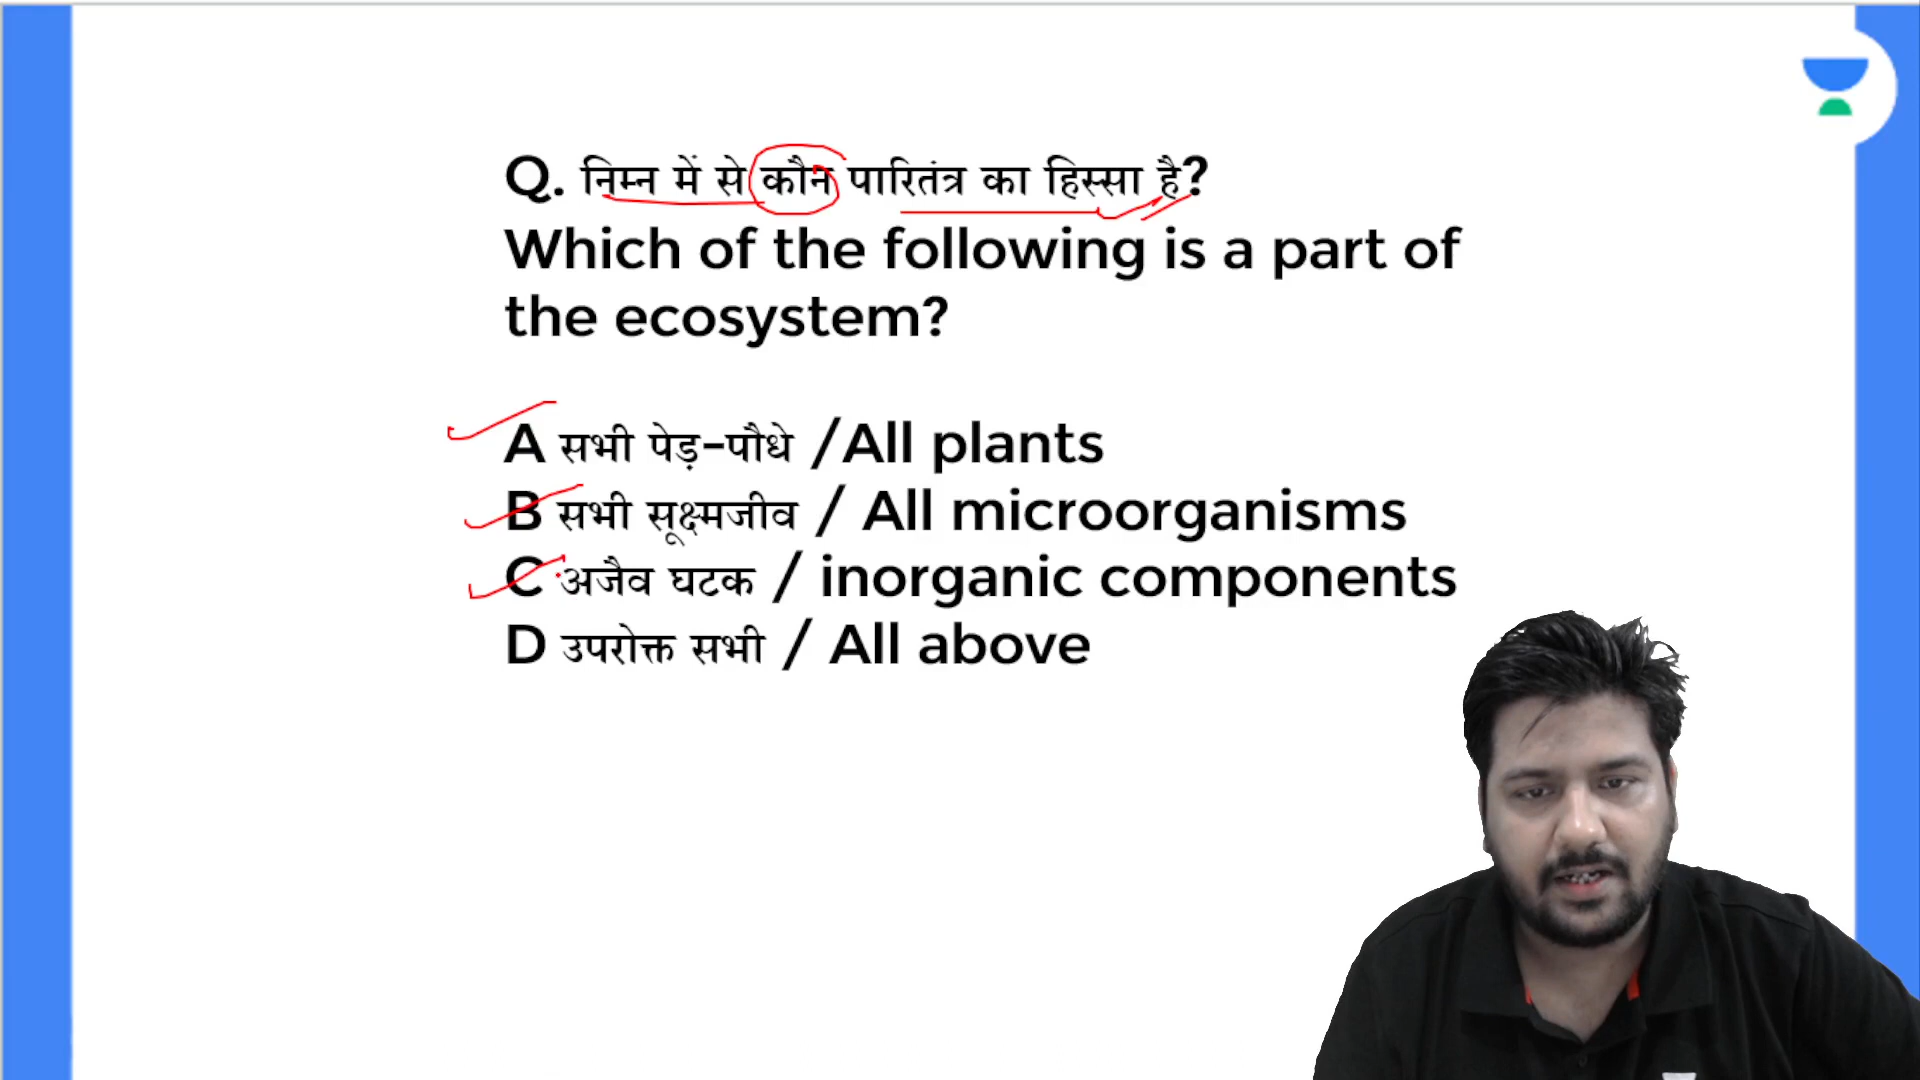 Q. निम्न में से कौन पारितंत्र का हिस्सा है?
Which of the following is a part of
the ecosystem?
A सभी पेड़-पौधे /All plants
B सभी सूक्ष्मजीव / All microorganisms
C अजैव घटक / inorganic components
D उपरोक्त सभी / All above